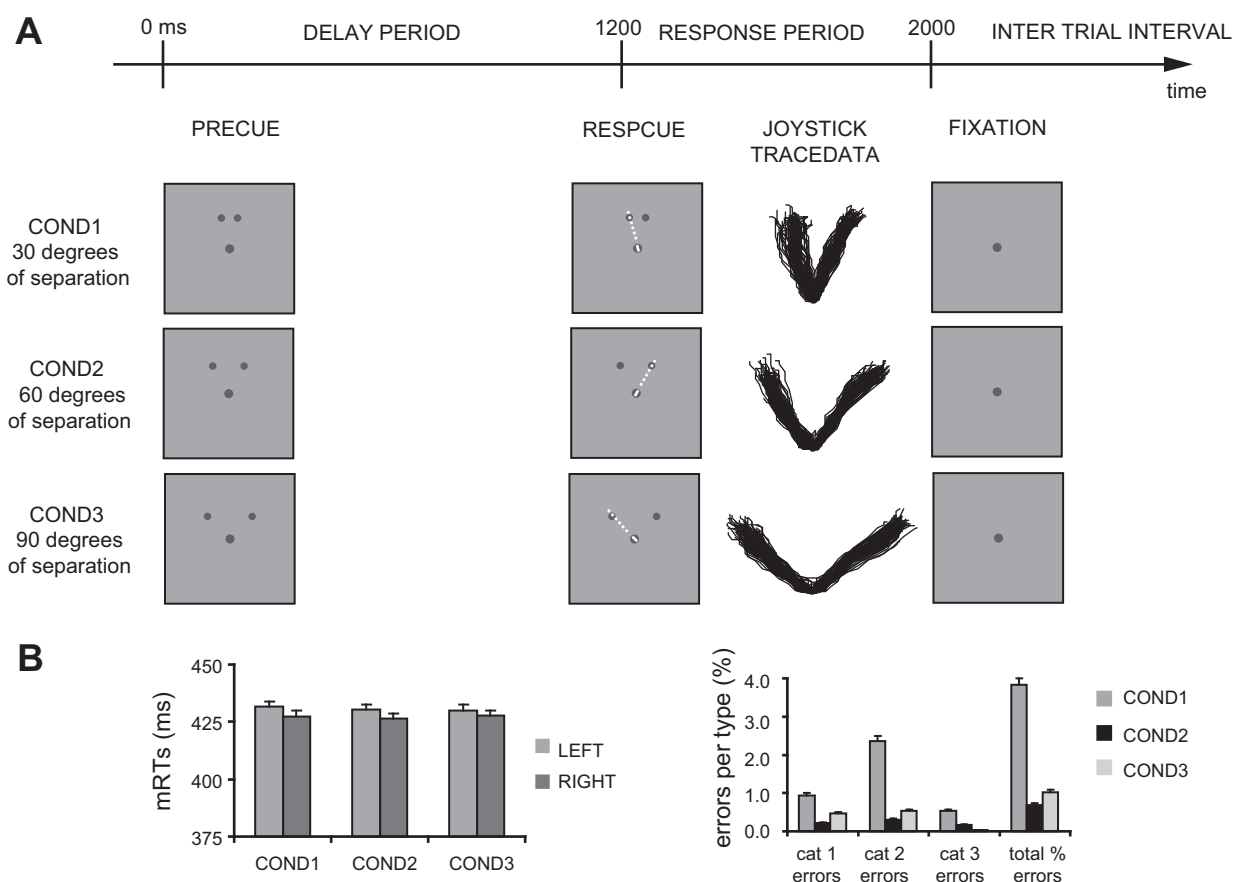 A
0 ms DELAY PERIOD 1200 RESPONSE PERIOD 2000 INTER TRIAL INTERVAL
time
PRECUE RESPCUE JOYSTICK FIXATION
TRACEDATA
COND1
30 degrees
of separation
COND2
60 degrees
of separation
COND3
90 degrees
of separation
B
mRTs (ms)
450
425
400
375
COND1 COND2 COND3
LEFT
RIGHT
errors per type (%)
4.0
3.0
2.0
1.0
0.0
cat 1 cat 2 cat 3 total %
errors errors errors errors
COND1
COND2
COND3